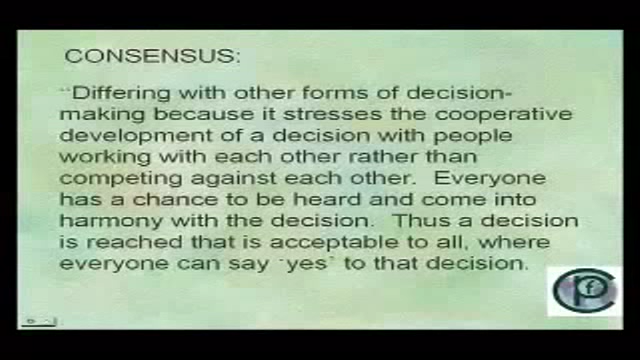 CONSENSUS:
"Differing with other forms of decision-
making because it stresses the cooperative
development of a decision with people
working with each other rather than
competing against each other. Everyone
has a chance to be heard and come into
harmony with the decision. Thus a decision
is reached that is acceptable to all, where
everyone can say 'yes' to that decision.